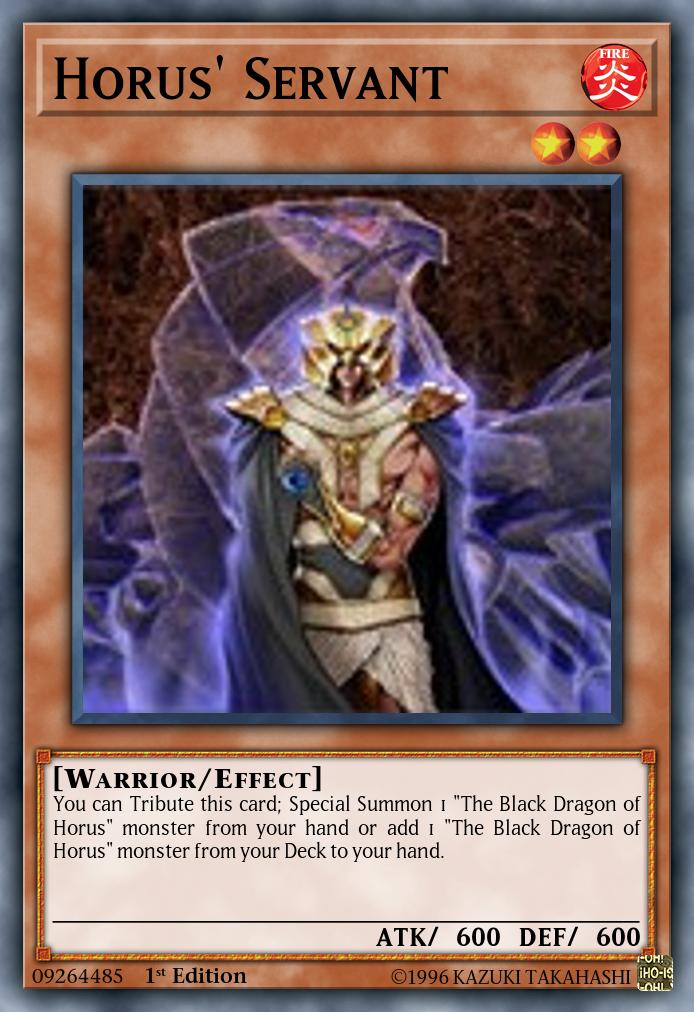 Horus' Servant
FIRE
炎
[Warrior/Effect]
You can Tribute this card; Special Summon 1 "The Black Dragon of
Horus" monster from your hand or add 1 "The Black Dragon of
Horus" monster from your Deck to your hand.
ATK/ 600 DEF/ 600
09264485 1st Edition ©1996 KAZUKI TAKAHASHI